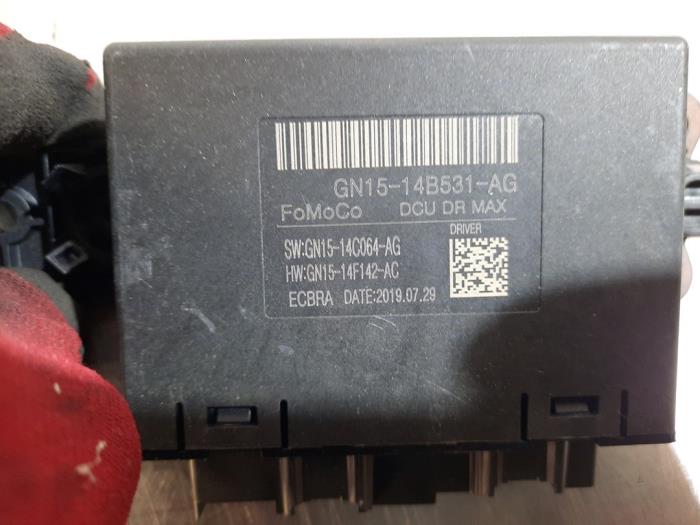 GN15-14B531-AG
FoMoCo DCU DR MAX
DRIVER
SW:GN15-14C064-AG
HW:GN15-14F142-AC
ECBRA DATE:2019.07.29